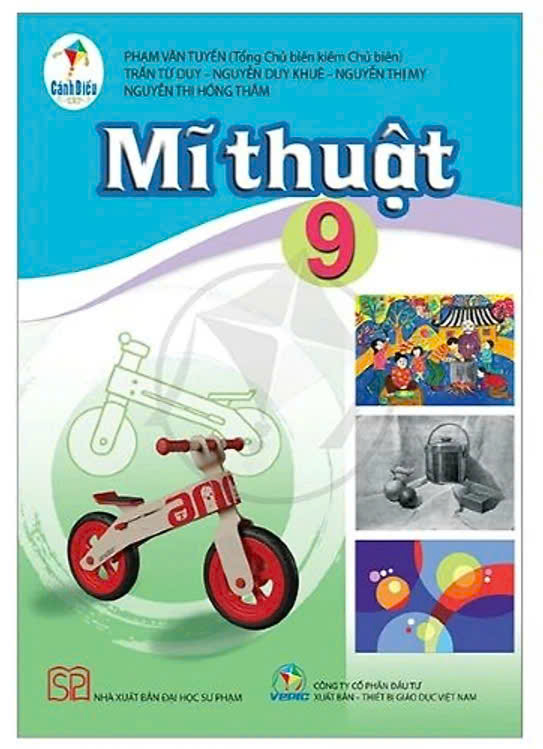 Cánh Diều
PHẠM VĂN TUYẾN (Tổng Chủ biên kiêm Chủ biên)
TRẦN TỪ DUY – NGUYỄN DUY KHUÊ – NGUYỄN THỊ MY
NGUYỄN THỊ HỒNG THẮM
Mĩ thuật
9
ani
SP
NHÀ XUẤT BẢN ĐẠI HỌC SƯ PHẠM
VEPIC
CÔNG TY CỔ PHẦN ĐẦU TƯ
XUẤT BẢN – THIẾT BỊ GIÁO DỤC VIỆT NAM